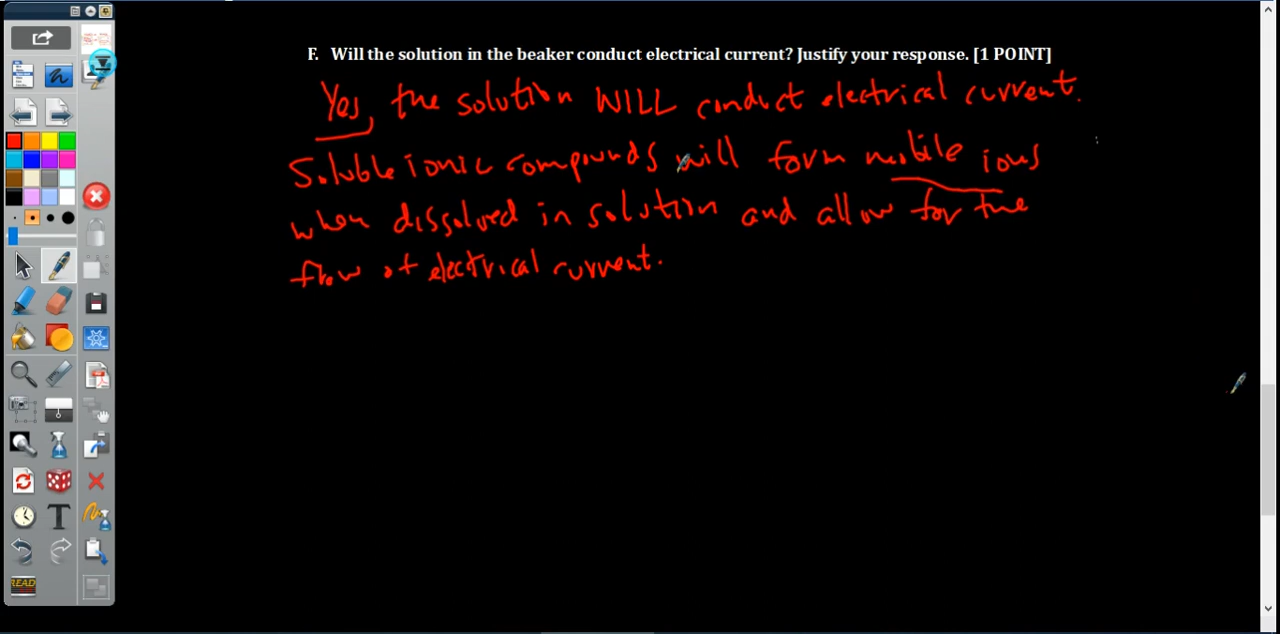 F. Will the solution in the beaker conduct electrical current? Justify your response. [1 POINT]
Yes, the solution WILL conduct electrical current.
Soluble ionic compounds will form mobile ions
when dissolved in solution and allow for the
flow of electrical current.
T
READ